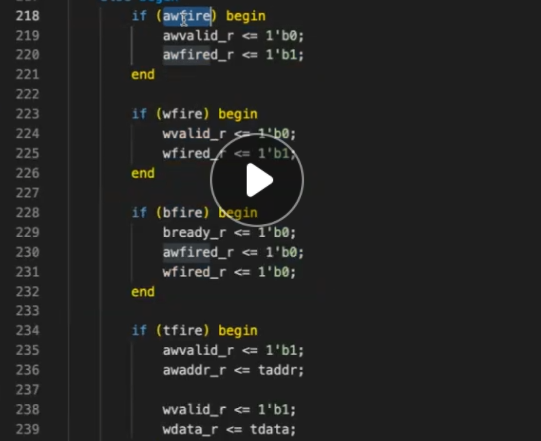 218 if (awfire) begin
219 awvalid_r <= 1'b0;
220 awfired_r <= 1'b1;
221 end
222
223 if (wfire) begin
224 wvalid_r <= 1'b0;
225 wfired_r <= 1'b1;
226 end
227
228 if (bfire) begin
229 bready_r <= 1'b0;
230 awfired_r <= 1'b0;
231 wfired_r <= 1'b0;
232 end
233
234 if (tfire) begin
235 awvalid_r <= 1'b1;
236 awaddr_r <= taddr;
237
238 wvalid_r <= 1'b1;
239 wdata_r <= tdata;